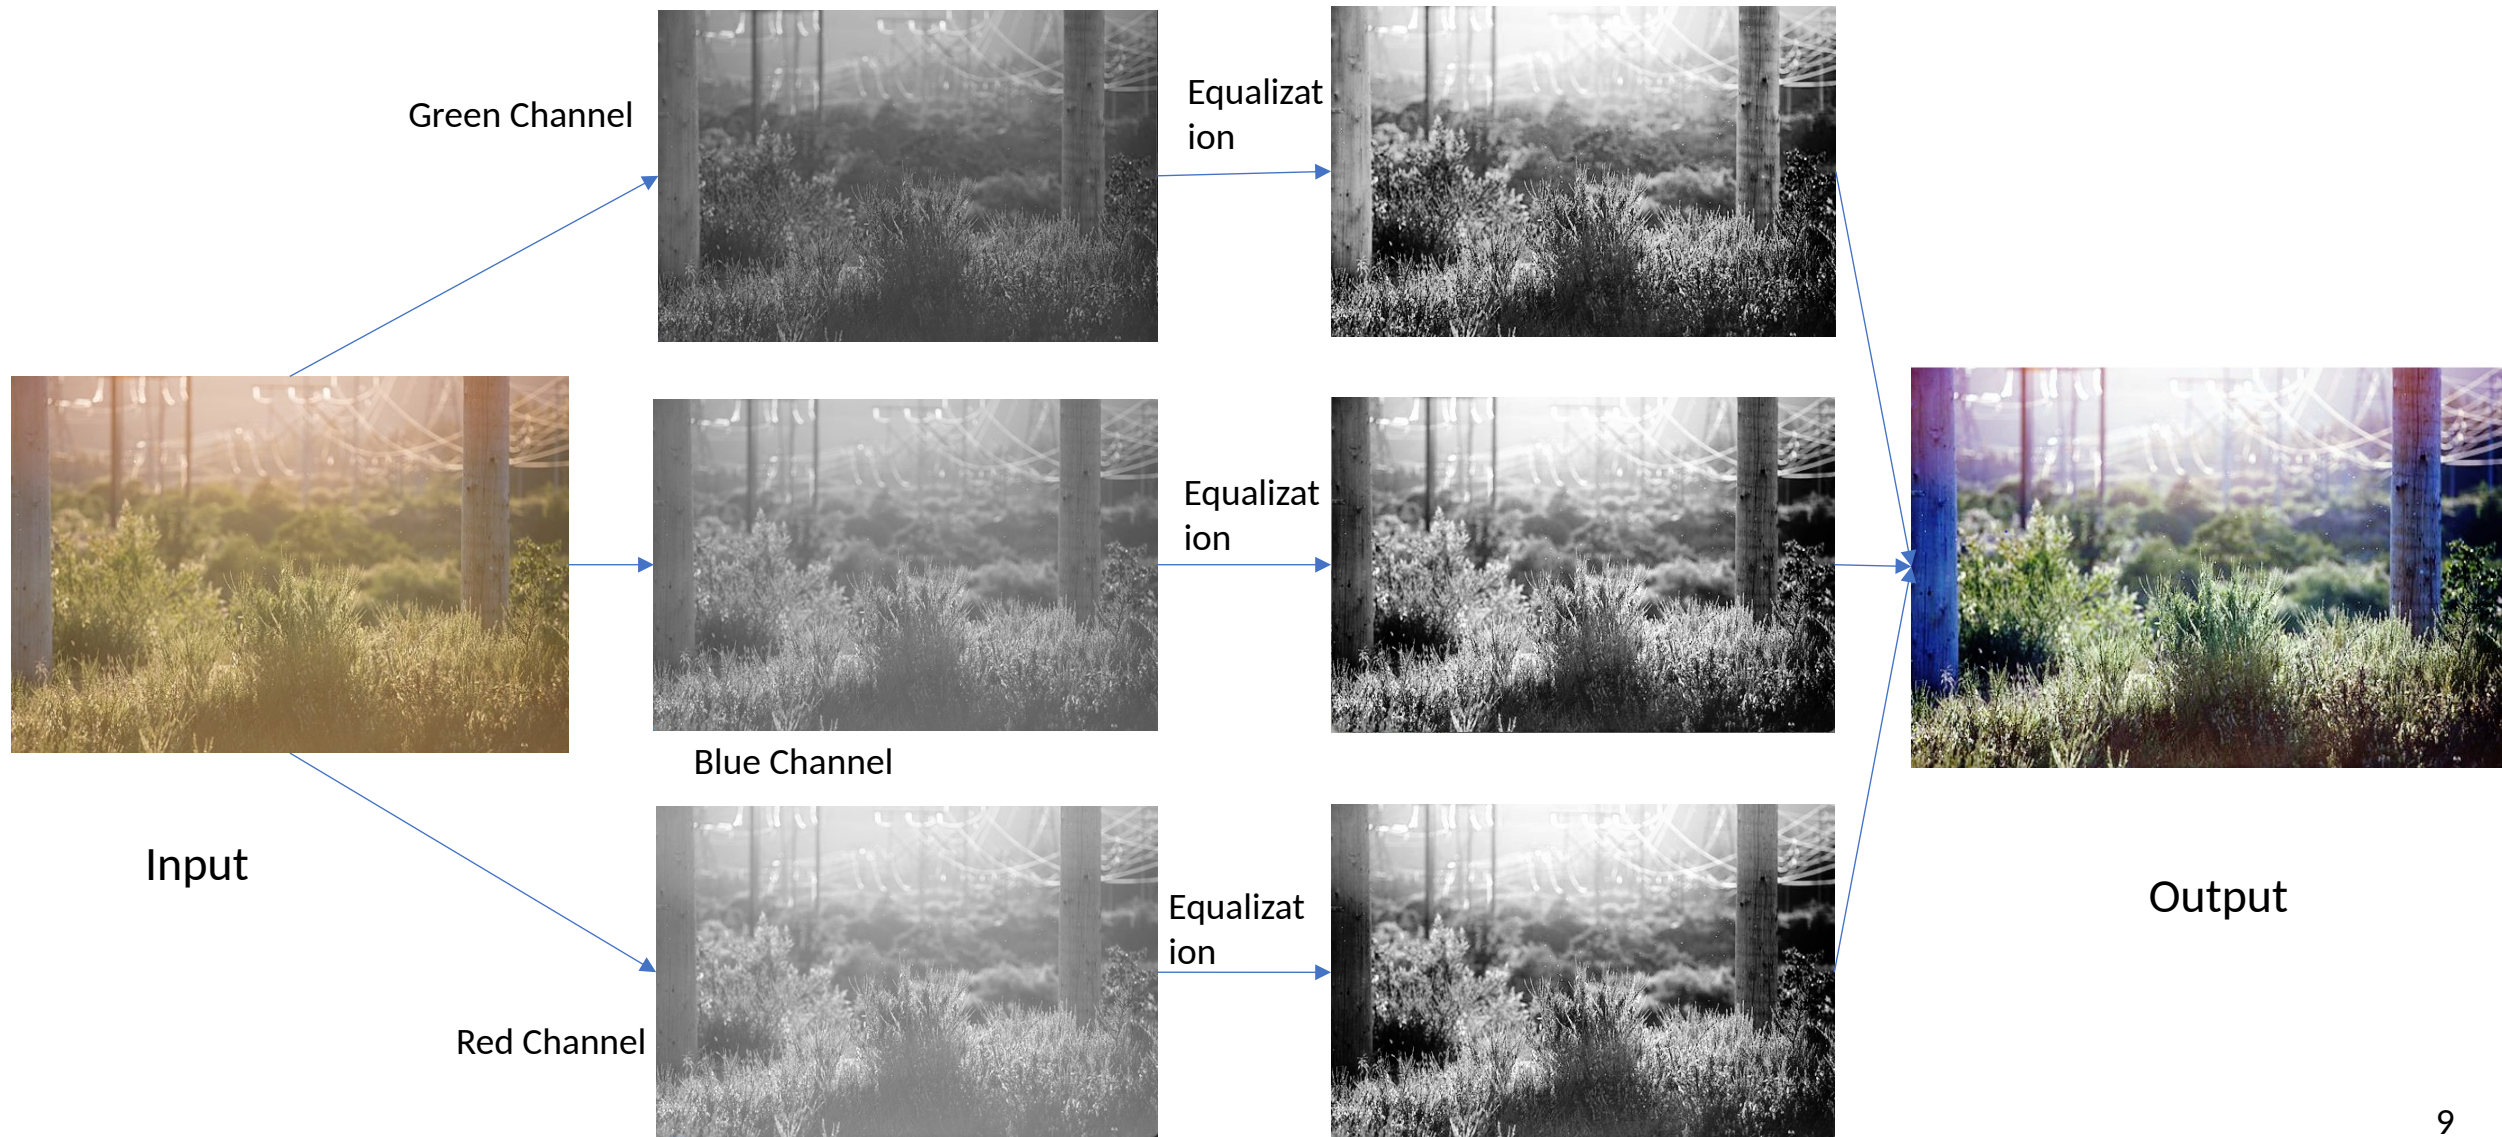 Green Channel
Equalizat
ion
Equalizat
ion
Blue Channel
Input
Equalizat
ion
Output
Red Channel
9